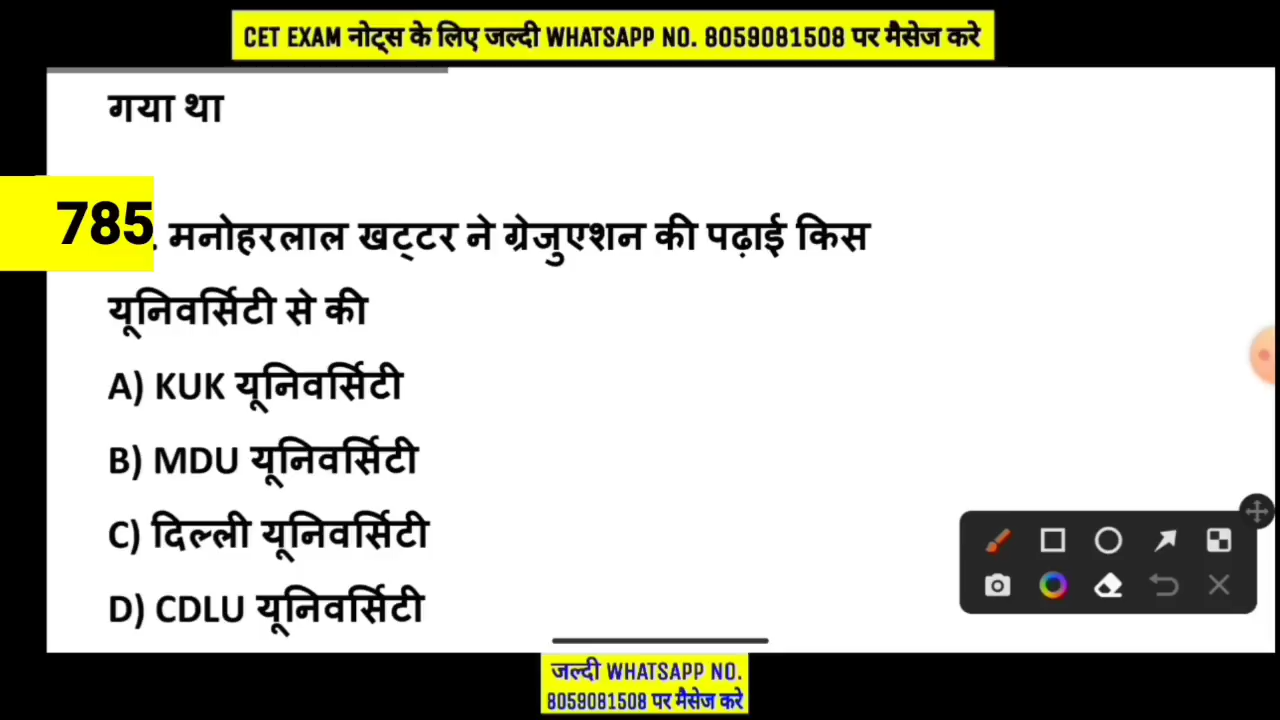 CET EXAM नोट्स के लिए जल्दी WHATSAPP NO. 8059081508 पर मैसेज करे
गया था
785. मनोहरलाल खट्टर ने ग्रेजुएशन की पढ़ाई किस
यूनिवर्सिटी से की
A) KUK यूनिवर्सिटी
B) MDU यूनिवर्सिटी
C) दिल्ली यूनिवर्सिटी
D) CDLU यूनिवर्सिटी
जल्दी WHATSAPP NO.
8059081508 पर मैसेज करे